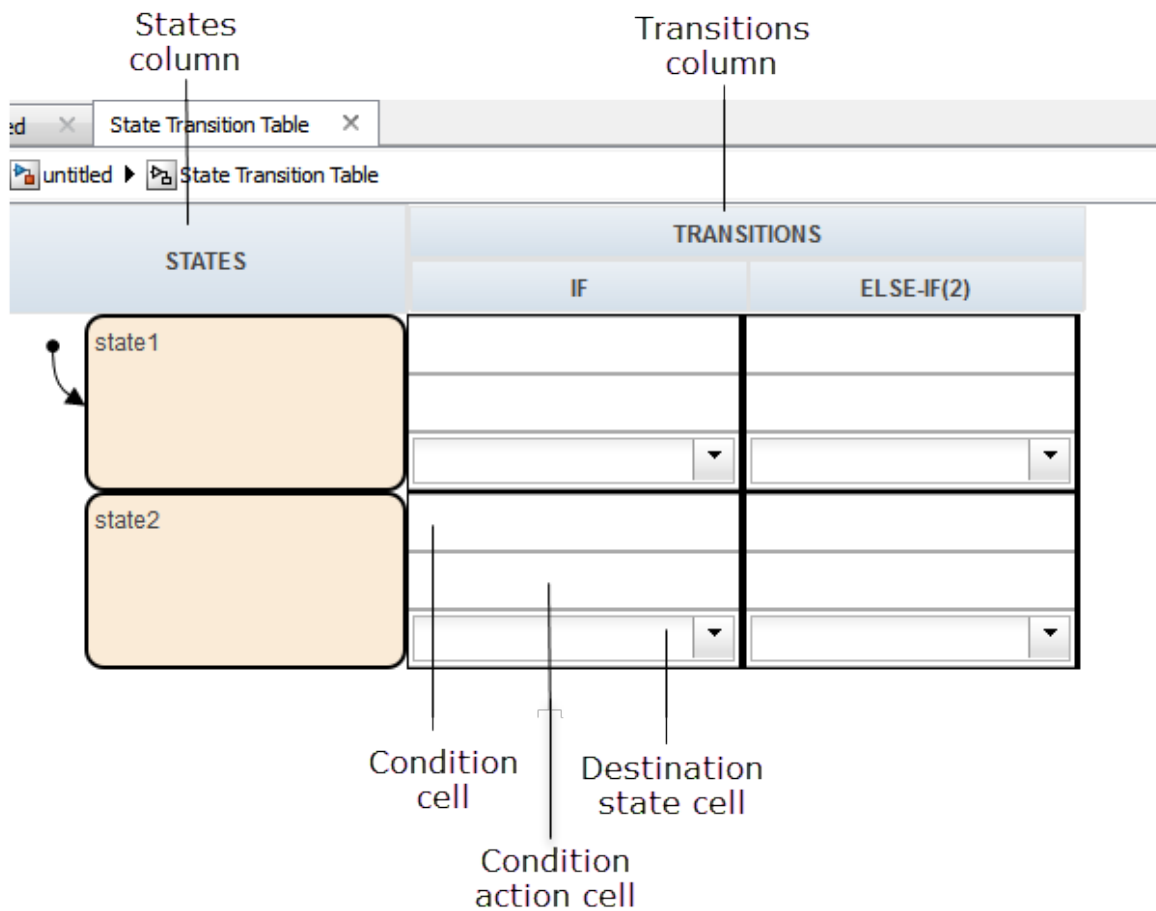 States
column
Transitions
column
ed
State Transition Table
untitled
State Transition Table
STATES
TRANSITIONS
IF
ELSE-IF(2)
state1
state2
Condition
cell
Destination
state cell
Condition
action cell